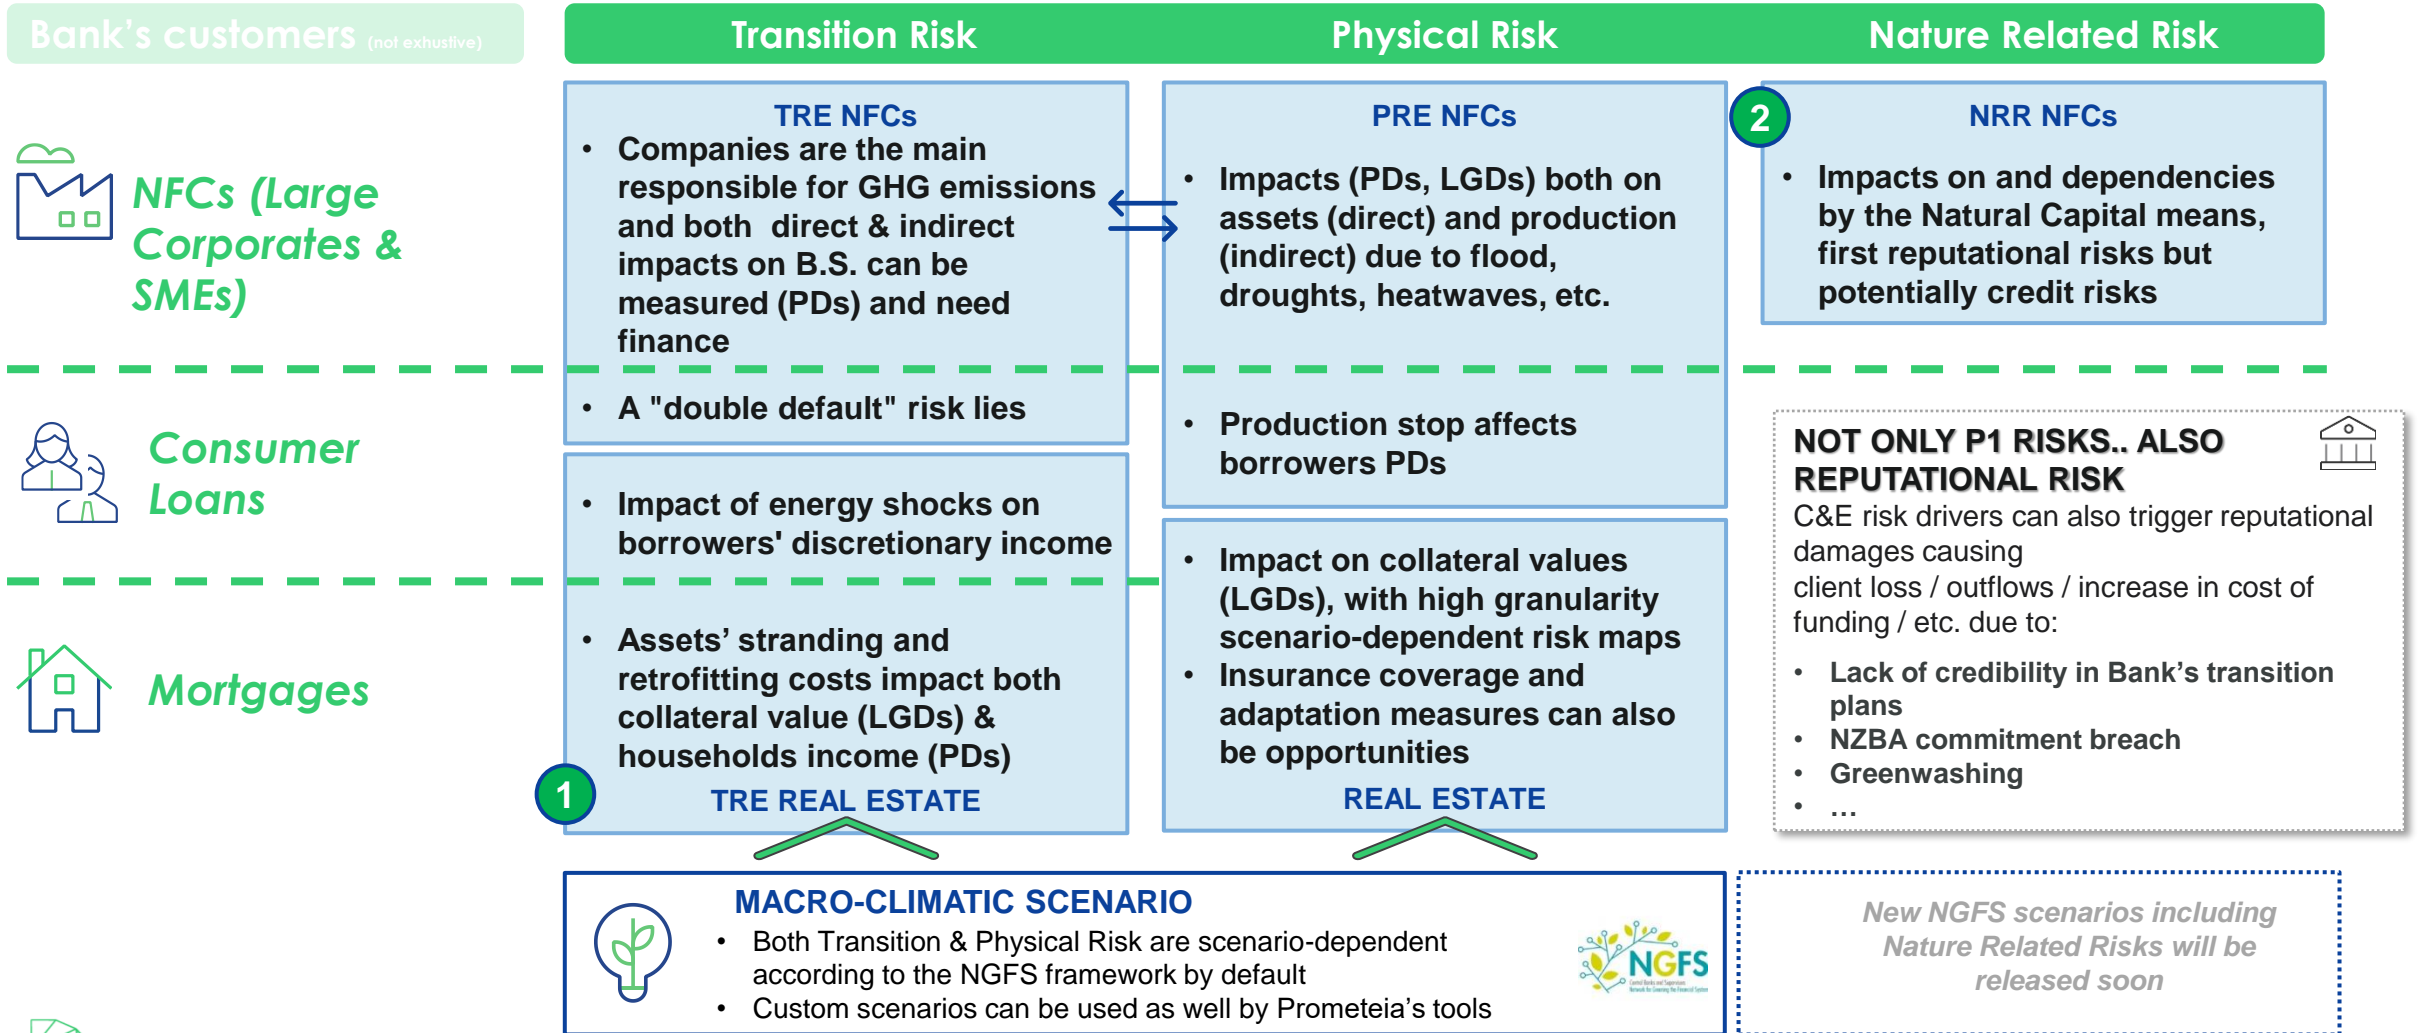 Bank's customers (not exhustive)
Transition Risk
Physical Risk
Nature Related Risk
NFCs (Large
Corporates &
SMEs)
TRE NFCs
• Companies are the main
responsible for GHG emissions
and both direct & indirect
impacts on B.S. can be
measured (PDs) and need
finance
• A "double default" risk lies
PRE NFCs
• Impacts (PDs, LGDs) both on
assets (direct) and production
(indirect) due to flood,
droughts, heatwaves, etc.
• Production stop affects
borrowers PDs
2
NRR NFCs
• Impacts on and dependencies
by the Natural Capital means,
first reputational risks but
potentially credit risks
Consumer
Loans
• Impact of energy shocks on
borrowers' discretionary income
Mortgages
• Assets' stranding and
retrofitting costs impact both
collateral value (LGDs) &
households income (PDs)
1
TRE REAL ESTATE
• Impact on collateral values
(LGDs), with high granularity
scenario-dependent risk maps
• Insurance coverage and
adaptation measures can also
be opportunities
REAL ESTATE
NOT ONLY P1 RISKS.. ALSO
REPUTATIONAL RISK
C&E risk drivers can also trigger reputational
damages causing
client loss / outflows / increase in cost of
funding / etc. due to:
• Lack of credibility in Bank's transition
plans
• NZBA commitment breach
• Greenwashing
• …
MACRO-CLIMATIC SCENARIO
• Both Transition & Physical Risk are scenario-dependent
according to the NGFS framework by default
• Custom scenarios can be used as well by Prometeia's tools
NGFS
Central Banks and Supervisors
Network for Greening the Financial System
New NGFS scenarios including
Nature Related Risks will be
released soon